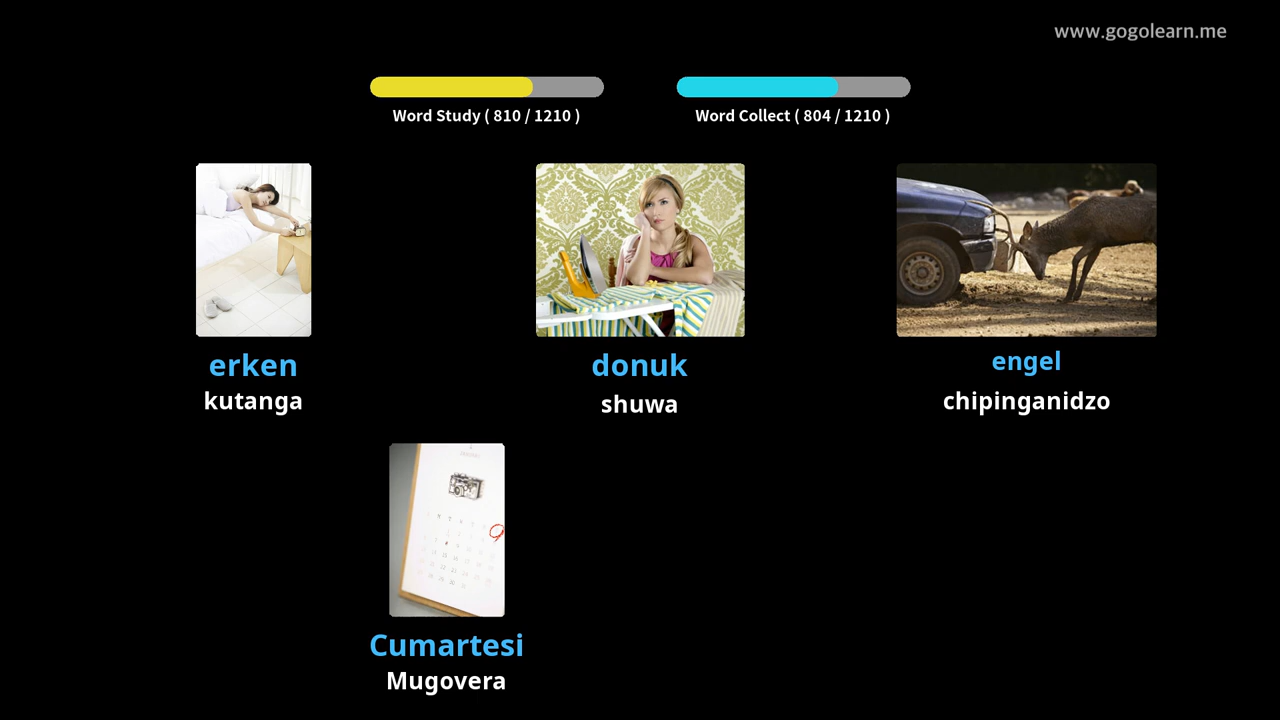 www.gogolearn.me
Word Study ( 810 / 1210 )
Word Collect ( 804 / 1210 )
erken
kutanga
donuk
shuwa
engel
chipinganidzo
Cumartesi
Mugovera